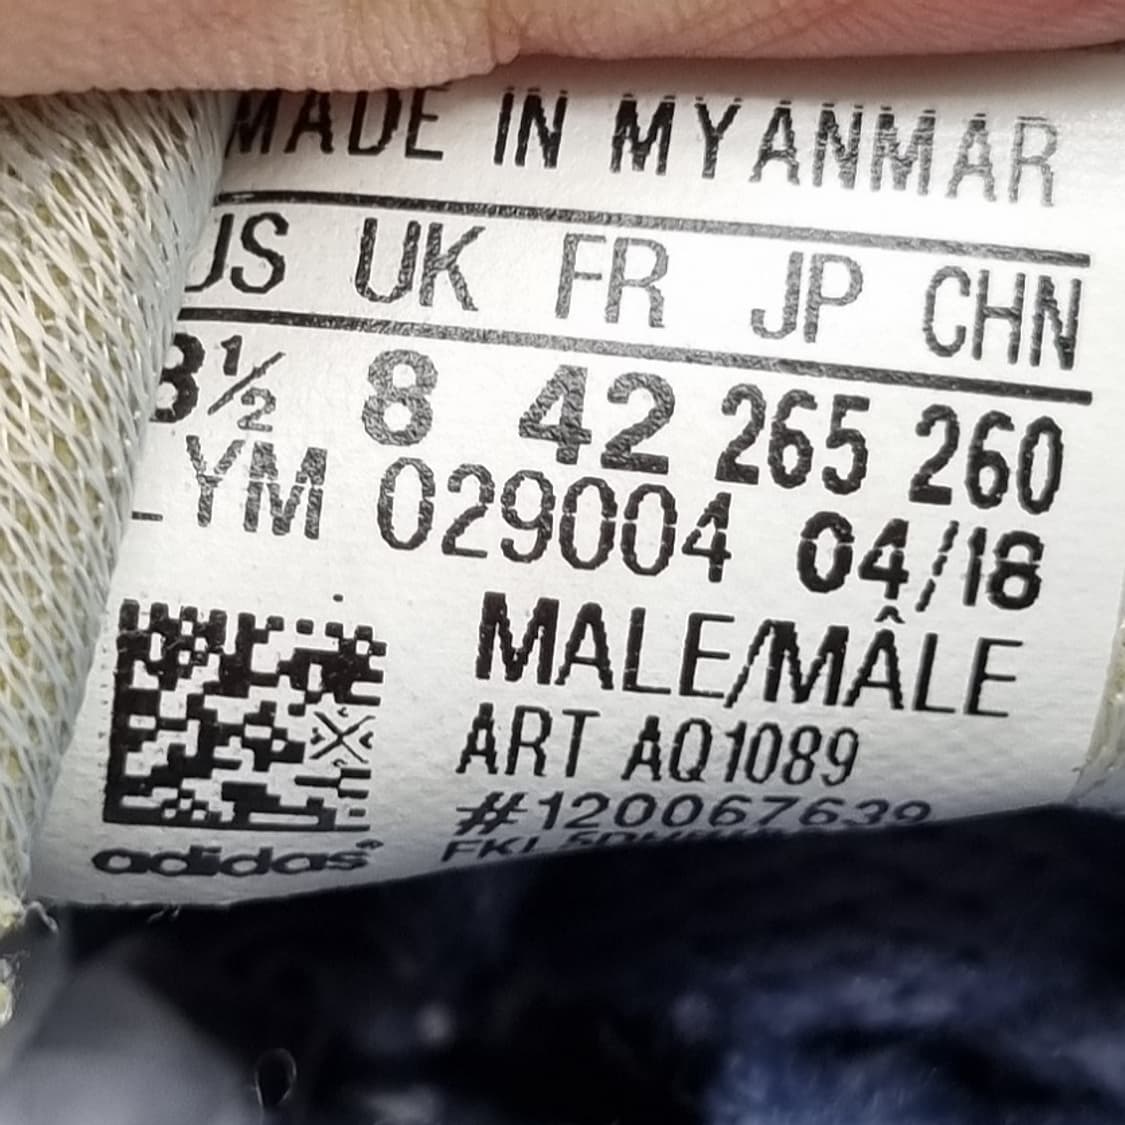 MADE IN MYANMAR
US UK FR JP CHN
8½ 8 42 265 260
YM 029004 04/18
MALE/MÂLE
ART AQ1089
#120067639
adidas